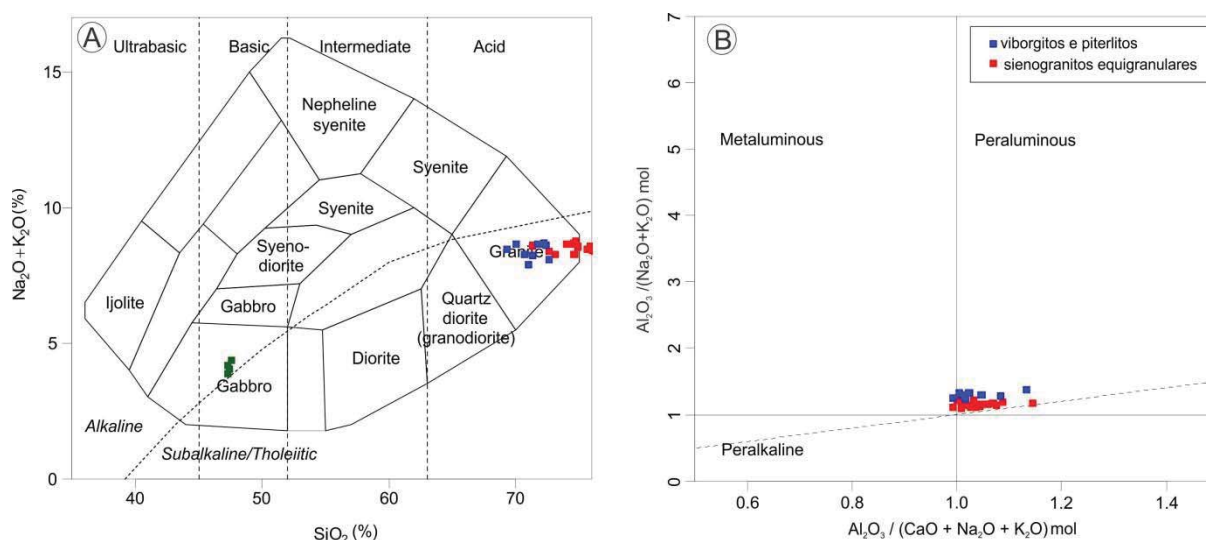 A
Ultrabasic
Basic
Intermediate
Acid
15
Nepheline
syenite
Syenite
Syenite
Na₂O+K₂O (%)
10
Granite
Syeno-
diorite
Ijolite
Gabbro
Quartz
diorite
(granodiorite)
5
Diorite
Gabbro
Alkaline
Subalkaline/Tholeiitic
0
40
50
60
70
SiO₂ (%)
B
7
viborgitos e piterlitos
sienogranitos equigranulares
6
Metaluminous
Peraluminous
5
Al₂O₃ /(Na₂O+K₂O) mol
4
3
2
1
Peralkaline
0
0.6
0.8
1.0
1.2
1.4
Al₂O₃ / (CaO + Na₂O + K₂O) mol